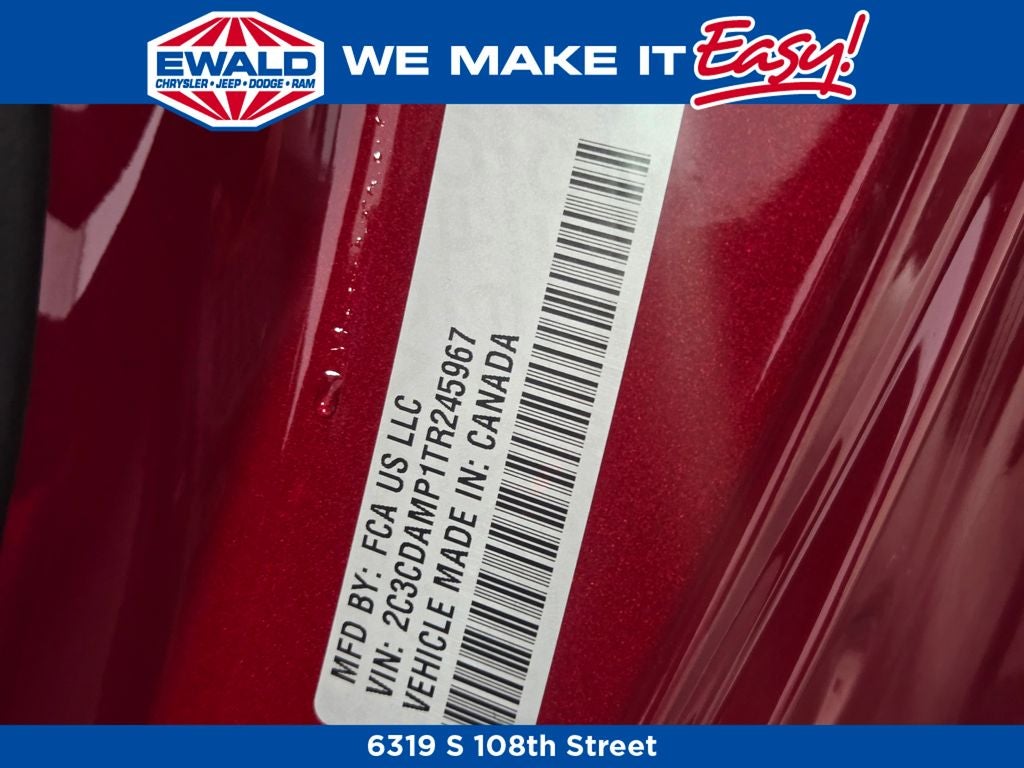 EWALD
CHRYSLER • JEEP • DODGE • RAM
WE MAKE IT Easy!
MFD BY: FCA US LLC
VIN: 2C3CDAMP1TR245967
VEHICLE MADE IN: CANADA
6319 S 108th Street